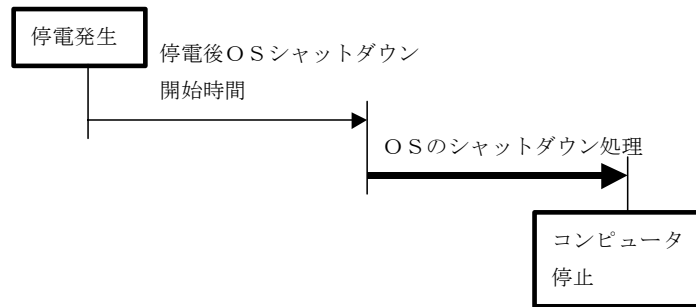 停電発生
停電後ＯＳシャットダウン
開始時間
ＯＳのシャットダウン処理
コンピュータ
停止